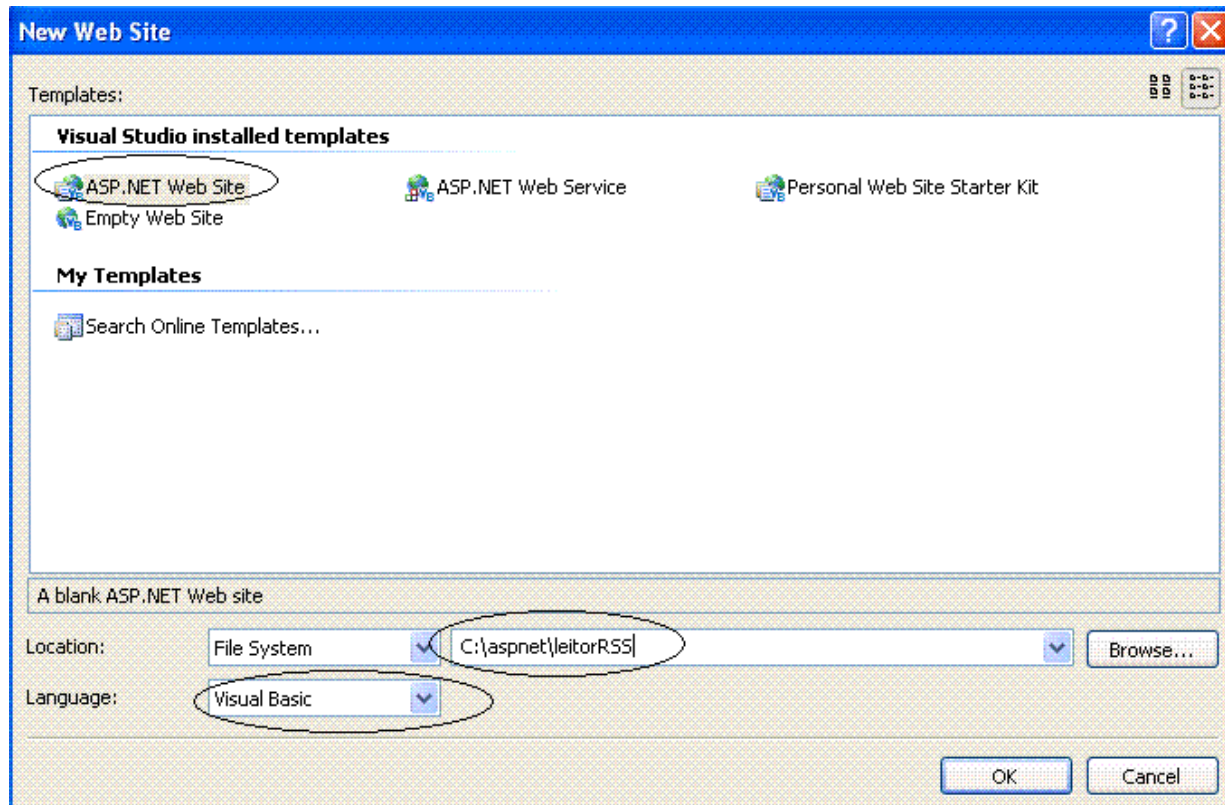 New Web Site
Templates:
Visual Studio installed templates
ASP.NET Web Site
ASP.NET Web Service
Personal Web Site Starter Kit
Empty Web Site
My Templates
Search Online Templates...
A blank ASP.NET Web site
Location: File System C:\aspnet\leitorRSS Browse...
Language: Visual Basic
OK Cancel